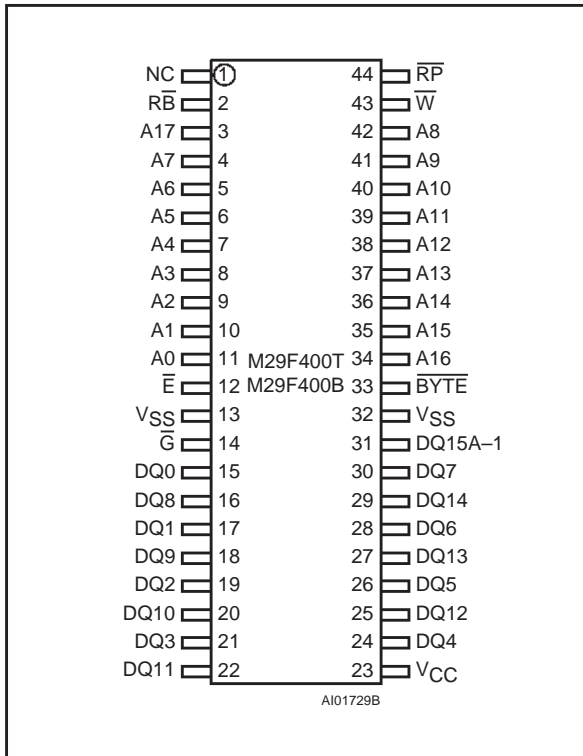 NC 1 44 R̅P̅
RB̅ 2 43 W̅
A17 3 42 A8
A7 4 41 A9
A6 5 40 A10
A5 6 39 A11
A4 7 38 A12
A3 8 37 A13
A2 9 36 A14
A1 10 35 A15
A0 11 M29F400T 34 A16
E̅ 12 M29F400B 33 B̅Y̅T̅E̅
VSS 13 32 VSS
G̅ 14 31 DQ15A–1
DQ0 15 30 DQ7
DQ8 16 29 DQ14
DQ1 17 28 DQ6
DQ9 18 27 DQ13
DQ2 19 26 DQ5
DQ10 20 25 DQ12
DQ3 21 24 DQ4
DQ11 22 23 VCC
AI01729B